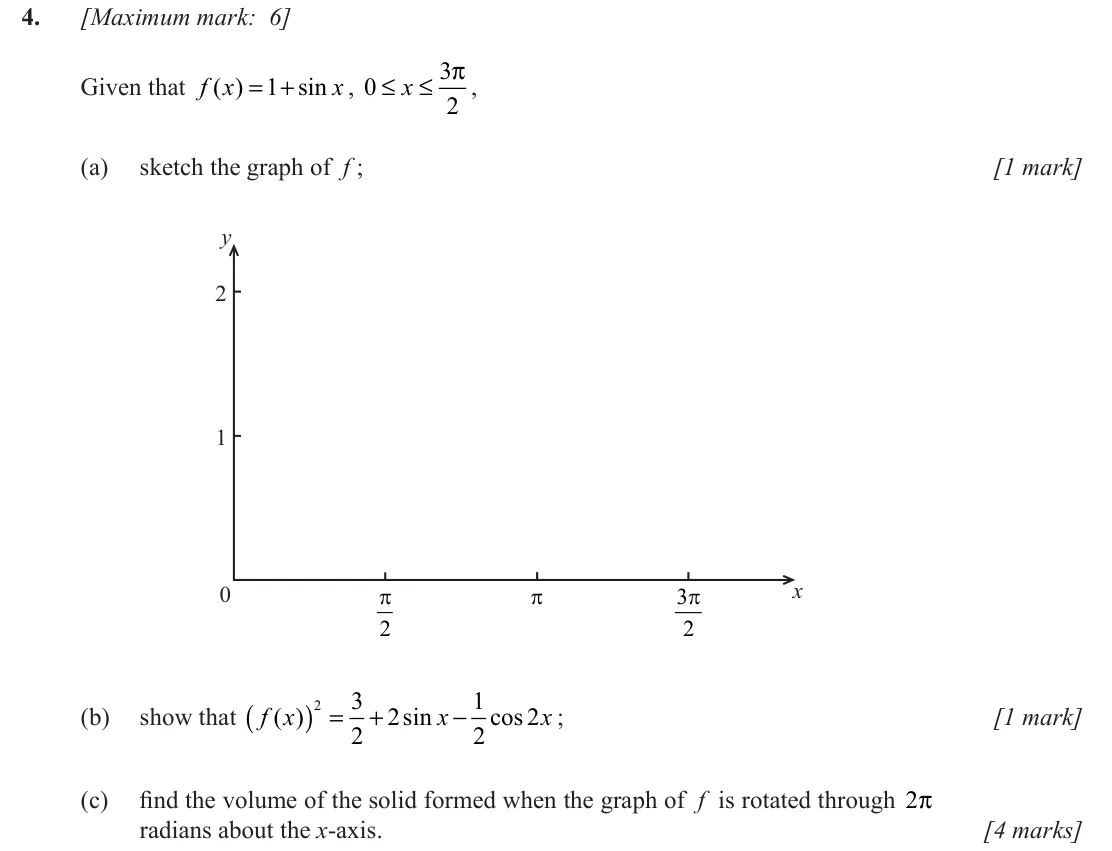 4. [Maximum mark: 6]
Given that f(x) = 1 + sin x, 0 ≤ x ≤ 3π/2,
(a) sketch the graph of f; [1 mark]
y
2
1
0 π/2 π 3π/2 x
(b) show that (f(x))² = 3/2 + 2 sin x − 1/2 cos 2x; [1 mark]
(c) find the volume of the solid formed when the graph of f is rotated through 2π
radians about the x-axis. [4 marks]